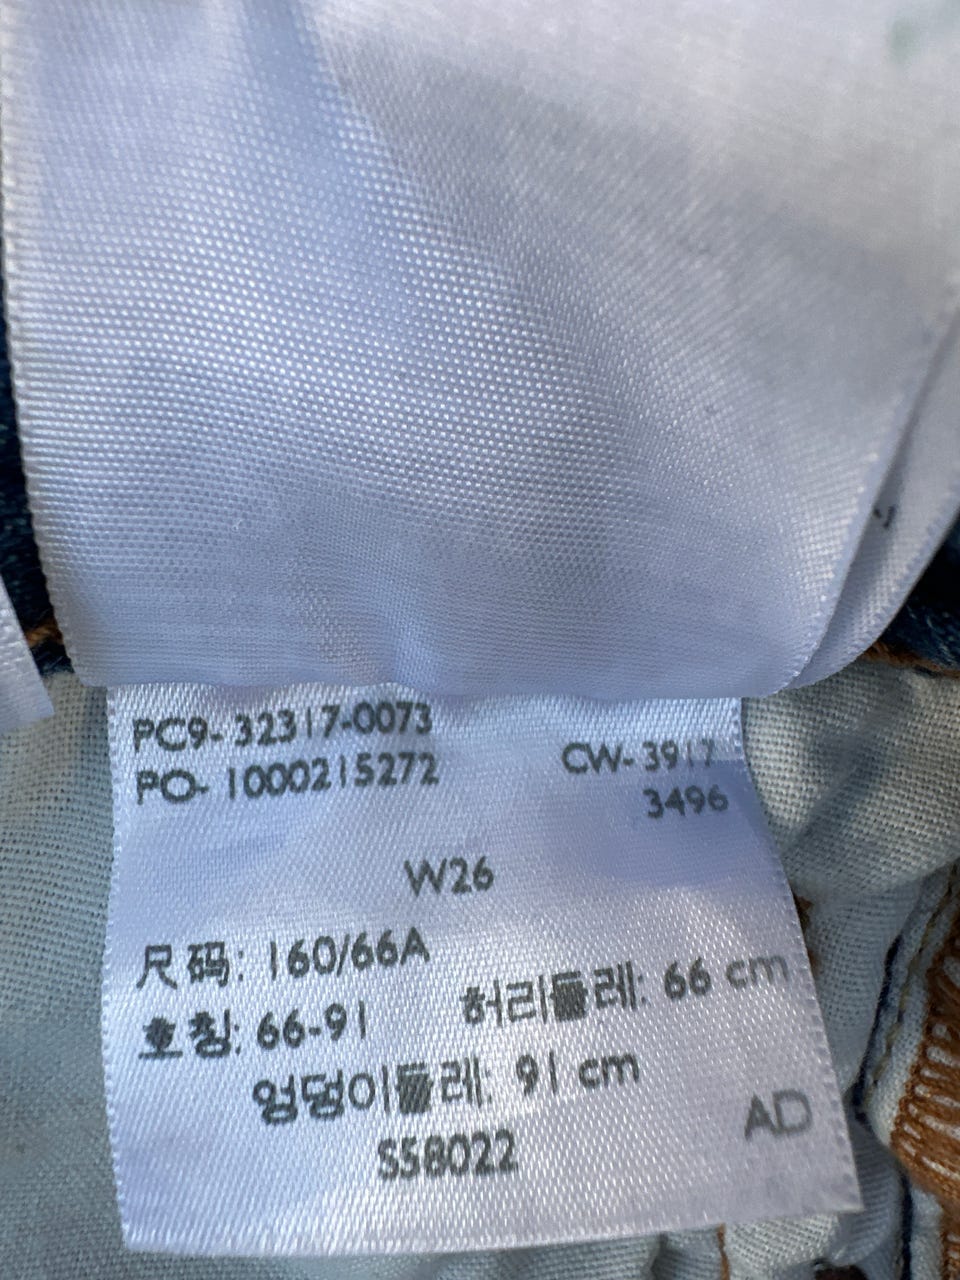 PC9-32317-0073
PO-1000215272
CW-3917
3496
W26
尺码: 160/66A
호칭: 66-91 허리둘레: 66 cm
엉덩이둘레: 91 cm
S58022
AD